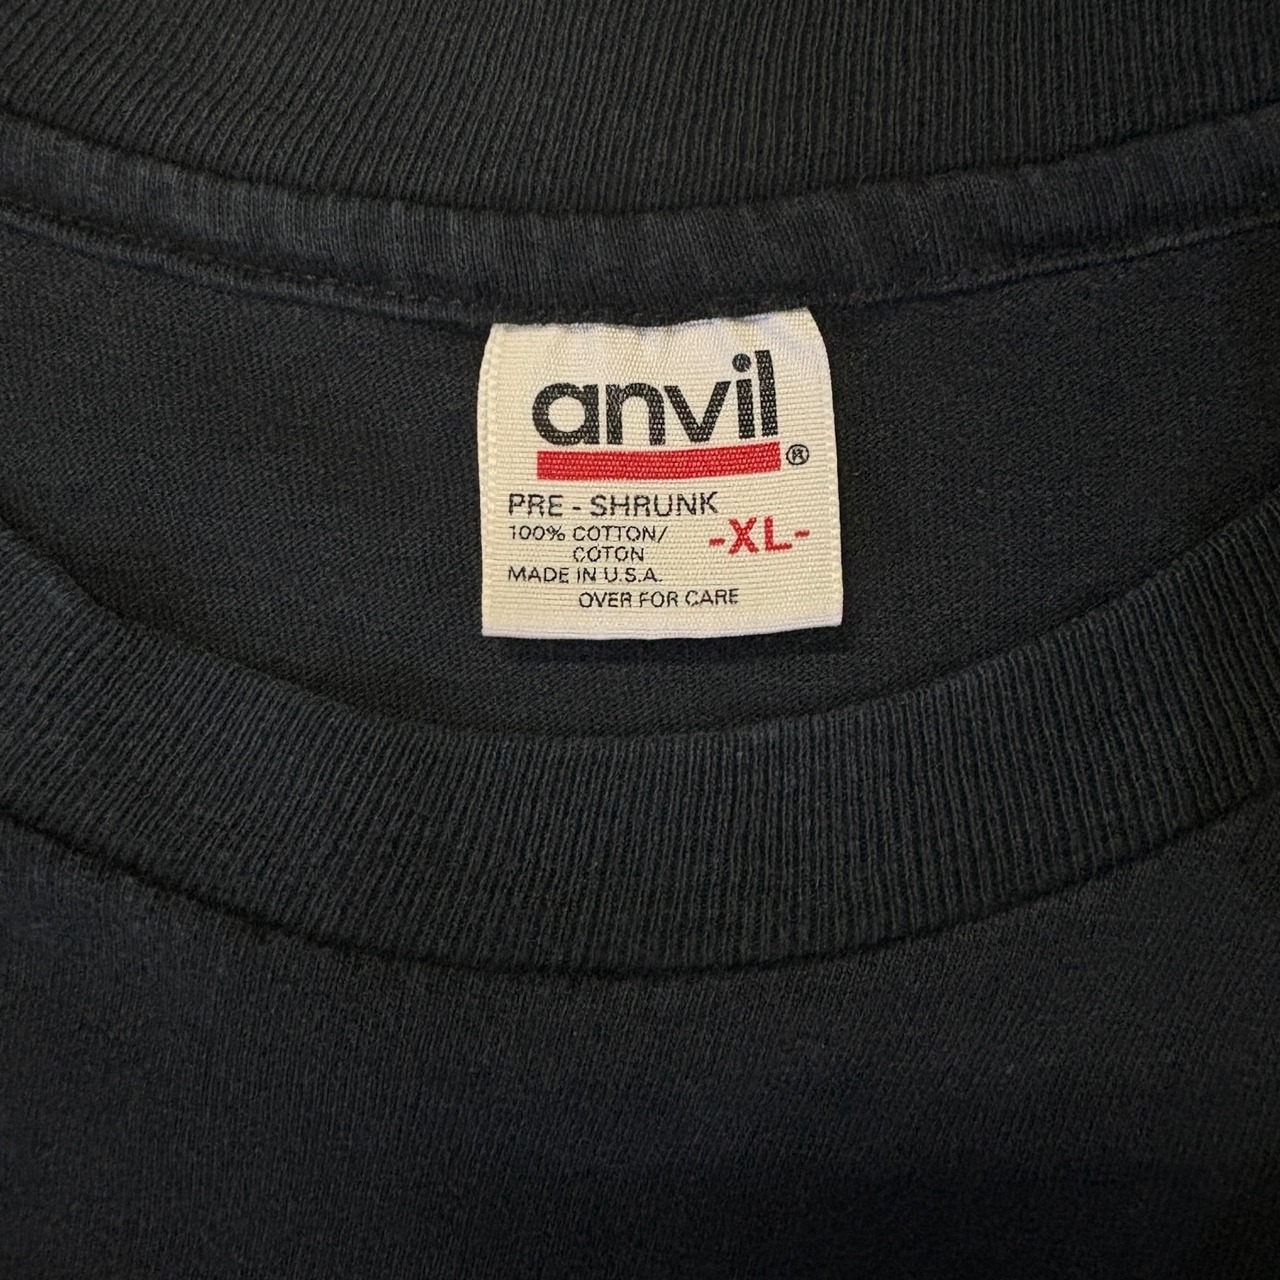 anvil®
PRE - SHRUNK
100% COTTON/
COTON
-XL-
MADE IN U.S.A.
OVER FOR CARE